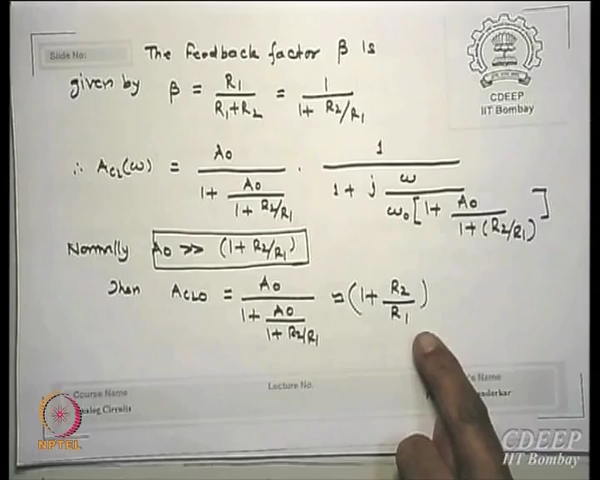 Slide No:
The feedback factor β is
given by β = R1/(R1+R2) = 1/(1 + R2/R1)
CDEEP
IIT Bombay
∴ ACL(ω) = A0/(1 + A0/(1 + R2/R1)) · 1/(1 + j ω/(ω0[1 + A0/(1+(R2/R1))]))
Normally A0 >> (1+ R2/R1)
Then ACL0 = A0/(1 + A0/(1 + R2/R1)) ≈ (1 + R2/R1)
Course Name
Lecture No.
's Name
nalog Circuits
NPTEL
CDEEP
IIT Bombay